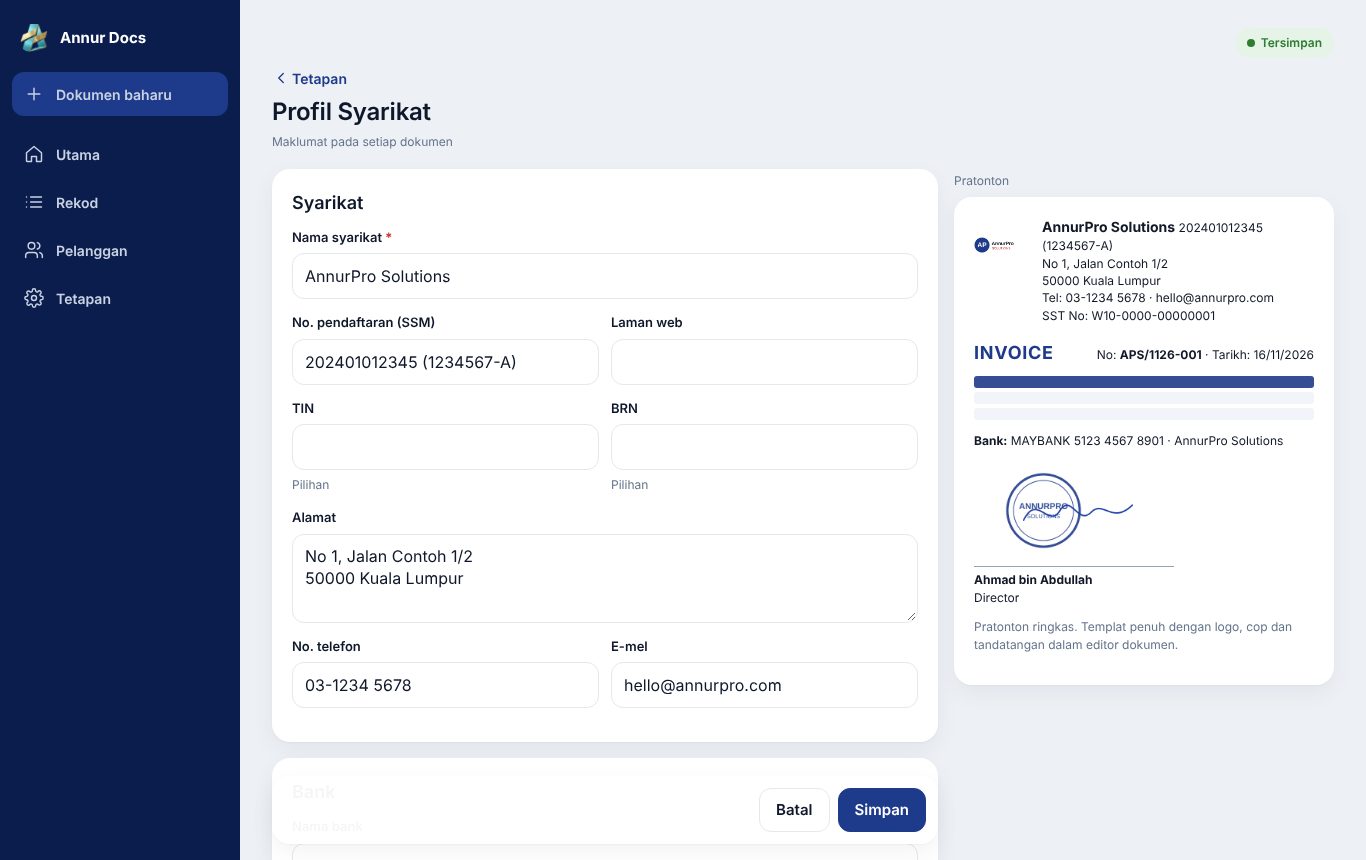 Annur Docs
Dokumen baharu
Utama
Rekod
Pelanggan
Tetapan
Tersimpan
Tetapan
Profil Syarikat
Maklumat pada setiap dokumen
Syarikat
Nama syarikat *
AnnurPro Solutions
No. pendaftaran (SSM)
Laman web
202401012345 (1234567-A)
TIN
BRN
Pilihan
Pilihan
Alamat
No 1, Jalan Contoh 1/2
50000 Kuala Lumpur
No. telefon
E-mel
03-1234 5678
hello@annurpro.com
Bank
Nama bank
Batal
Simpan
Pratonton
AP AnnurPro
SOLUTIONS
AnnurPro Solutions 202401012345
(1234567-A)
No 1, Jalan Contoh 1/2
50000 Kuala Lumpur
Tel: 03-1234 5678 · hello@annurpro.com
SST No: W10-0000-00000001
INVOICE
No: APS/1126-001 · Tarikh: 16/11/2026
Bank: MAYBANK 5123 4567 8901 · AnnurPro Solutions
ANNURPRO
SOLUTIONS
Ahmad bin Abdullah
Director
Pratonton ringkas. Templat penuh dengan logo, cop dan
tandatangan dalam editor dokumen.